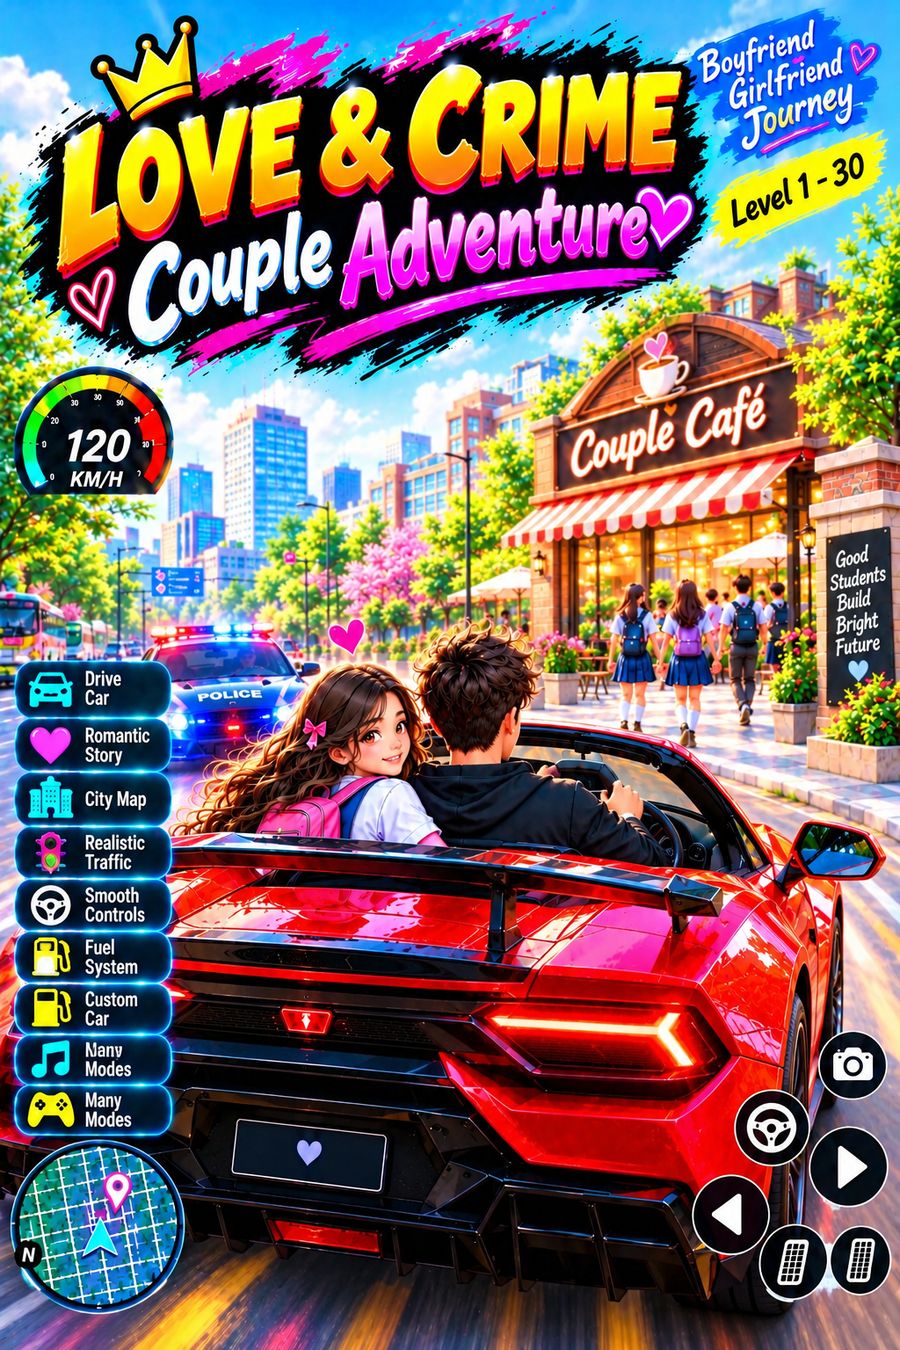 LOVE & CRIME
Couple Adventure
Boyfriend
Girlfriend
Journey
Level 1 - 30
120
KM/H
Couple Café
Good
Students
Build
Bright
Future
POLICE
Drive
Car
Romantic
Story
City Map
Realistic
Traffic
Smooth
Controls
Fuel
System
Custom
Car
Many
Modes
Many
Modes
N